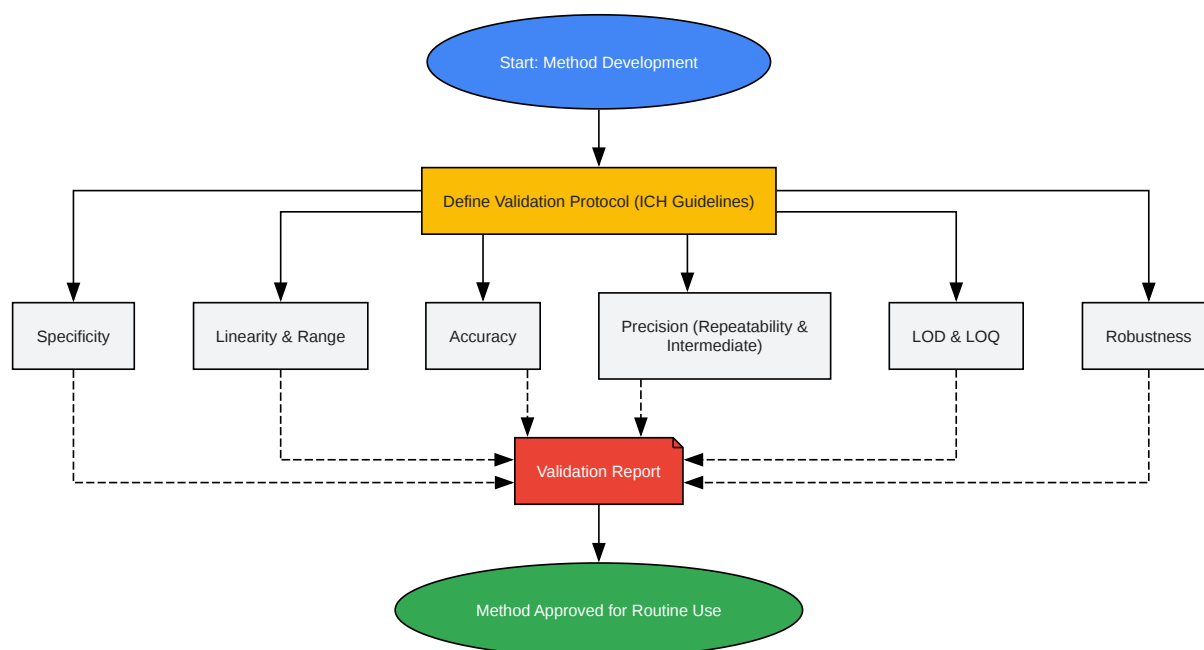 Start: Method Development
Define Validation Protocol (ICH Guidelines)
Specificity
Linearity & Range
Accuracy
Precision (Repeatability &
Intermediate)
LOD & LOQ
Robustness
Validation Report
Method Approved for Routine Use